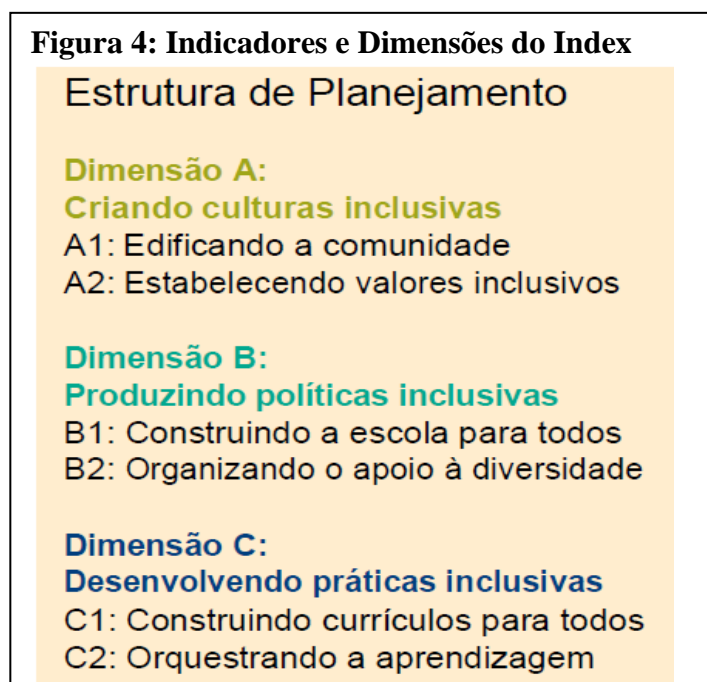 Figura 4: Indicadores e Dimensões do Index
Estrutura de Planejamento
Dimensão A:
Criando culturas inclusivas
A1: Edificando a comunidade
A2: Estabelecendo valores inclusivos
Dimensão B:
Produzindo políticas inclusivas
B1: Construindo a escola para todos
B2: Organizando o apoio à diversidade
Dimensão C:
Desenvolvendo práticas inclusivas
C1: Construindo currículos para todos
C2: Orquestrando a aprendizagem